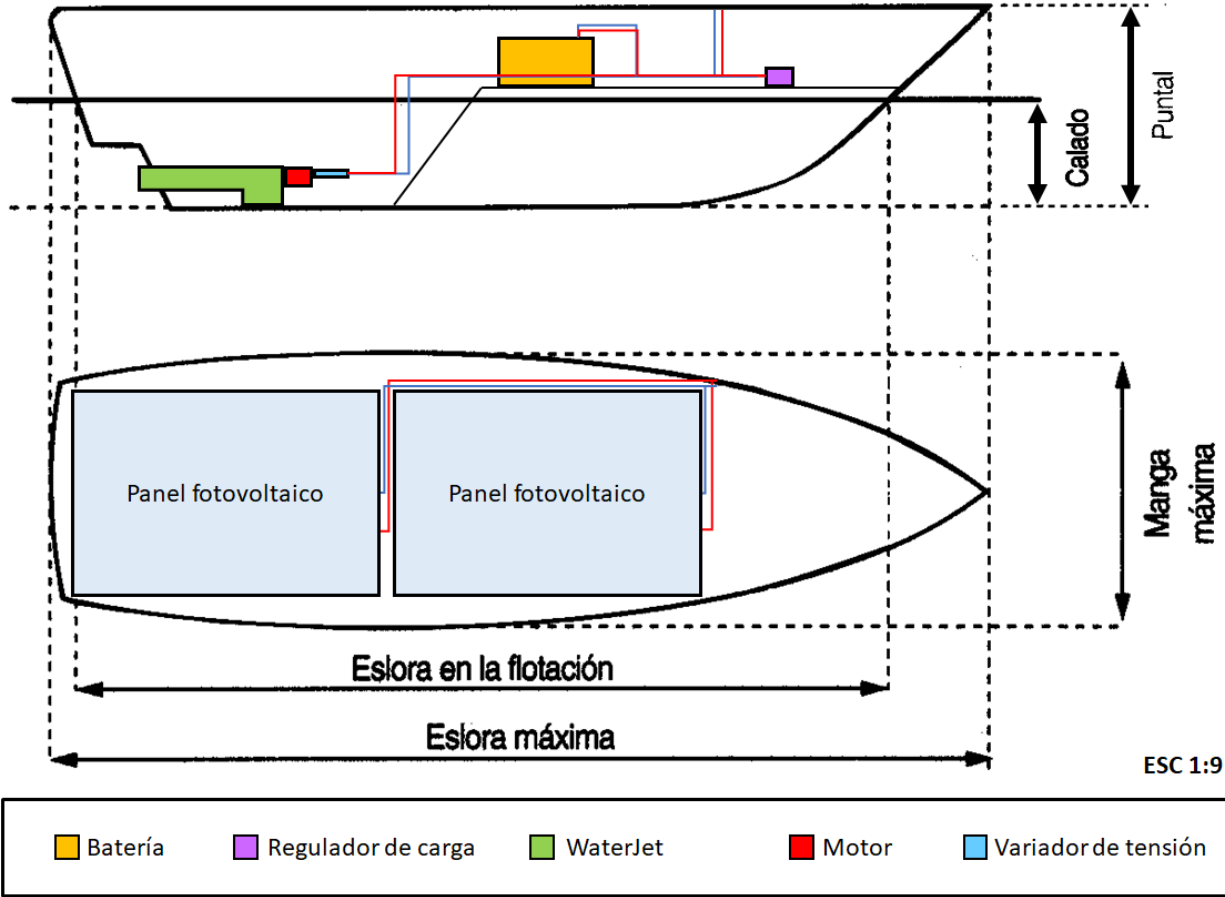 Calado
Puntal
Panel fotovoltaico
Panel fotovoltaico
Manga
máxima
Eslora en la flotación
Eslora máxima
ESC 1:9
Batería
Regulador de carga
WaterJet
Motor
Variador de tensión